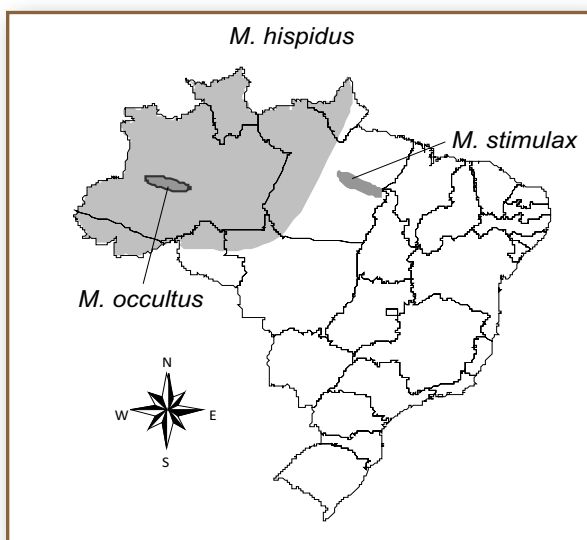 M. hispidus
M. stimulax
M. occultus
N
W E
S